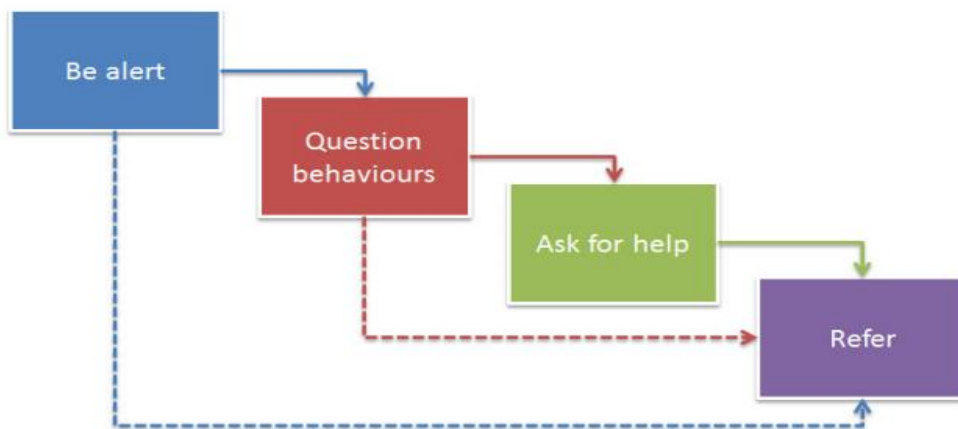 Be alert
Question
behaviours
Ask for help
Refer